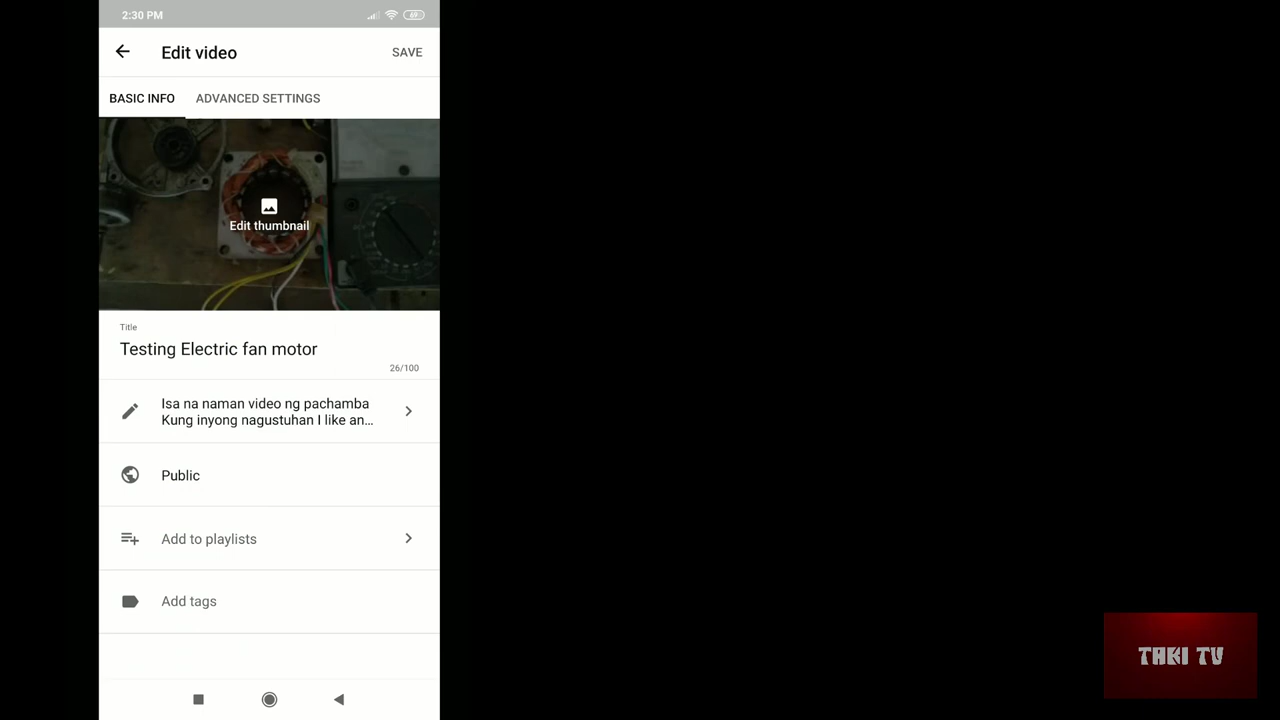 2:30 PM
69
Edit video
SAVE
BASIC INFO
ADVANCED SETTINGS
Edit thumbnail
Title
Testing Electric fan motor
26/100
Isa na naman video ng pachamba
Kung inyong nagustuhan I like an...
Public
Add to playlists
Add tags
TAKI TV